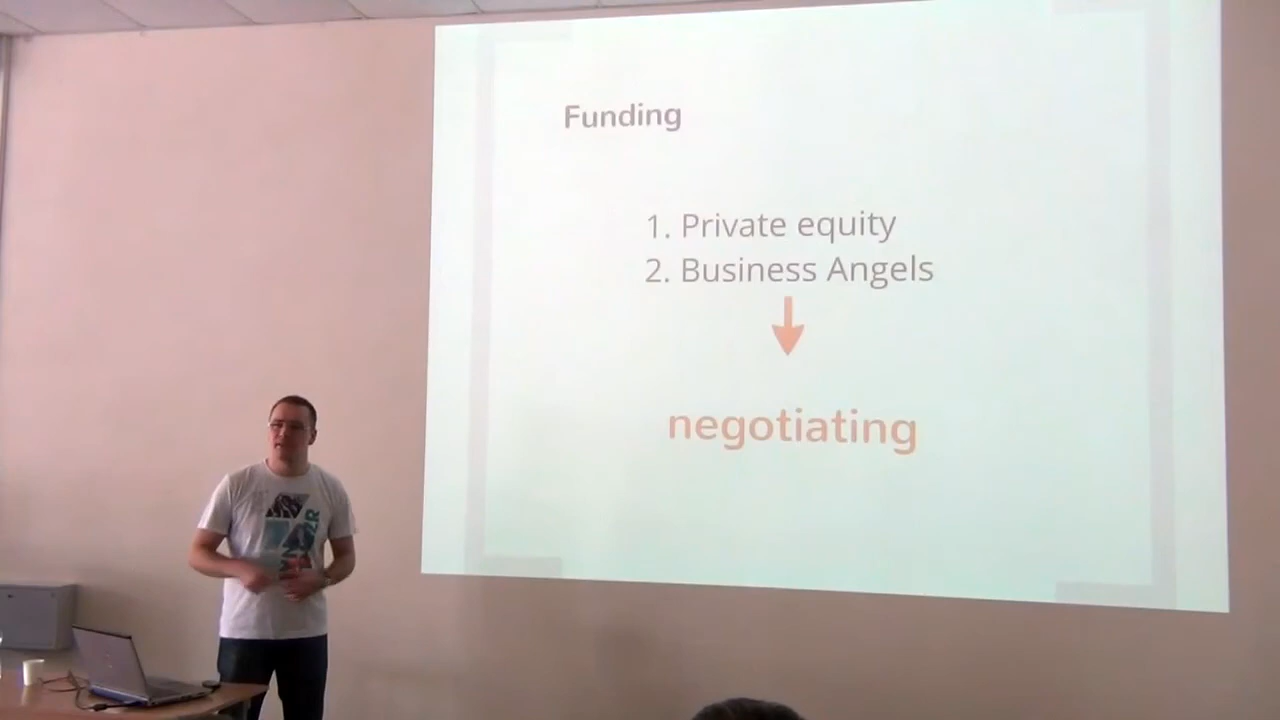 Funding
1. Private equity
2. Business Angels
negotiating